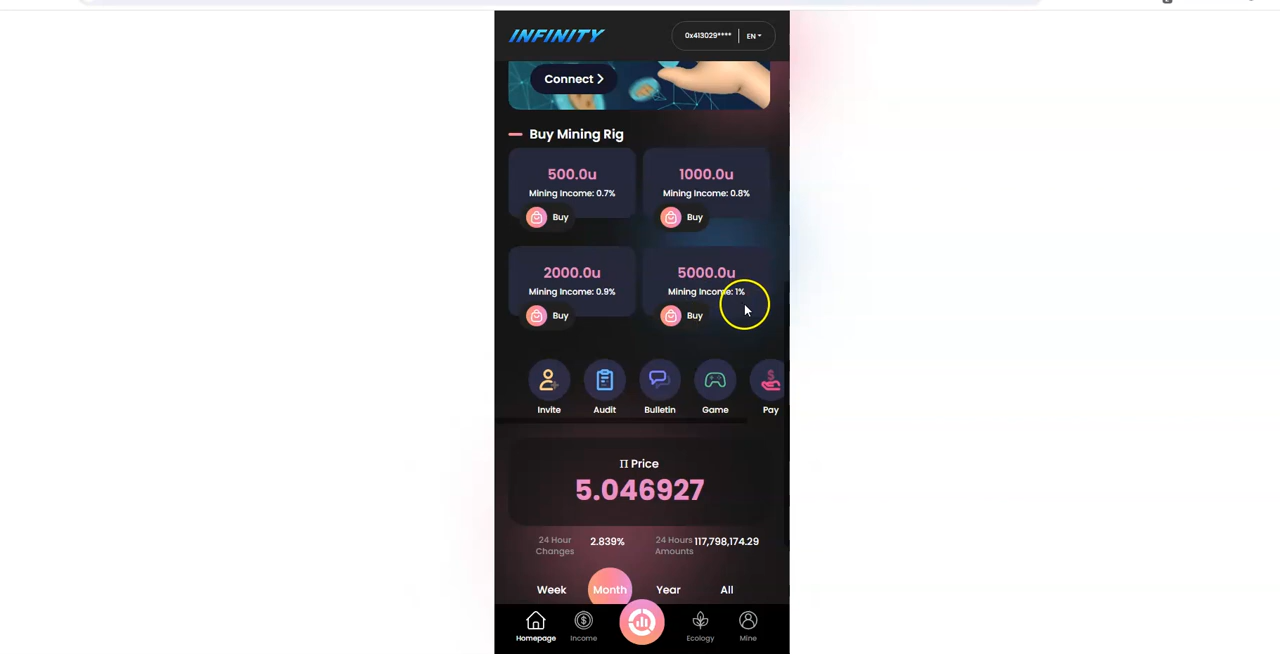 INFINITY
0x413029**** | EN
Connect >
Buy Mining Rig
500.0u
1000.0u
Mining Income: 0.7%
Mining Income: 0.8%
Buy
Buy
2000.0u
5000.0u
Mining Income: 0.9%
Mining Income: 1%
Buy
Buy
Invite
Audit
Bulletin
Game
Pay
Π Price
5.046927
24 Hour Changes
2.839%
24 Hours Amounts
117,798,174.29
Week
Month
Year
All
Homepage
Income
Ecology
Mine